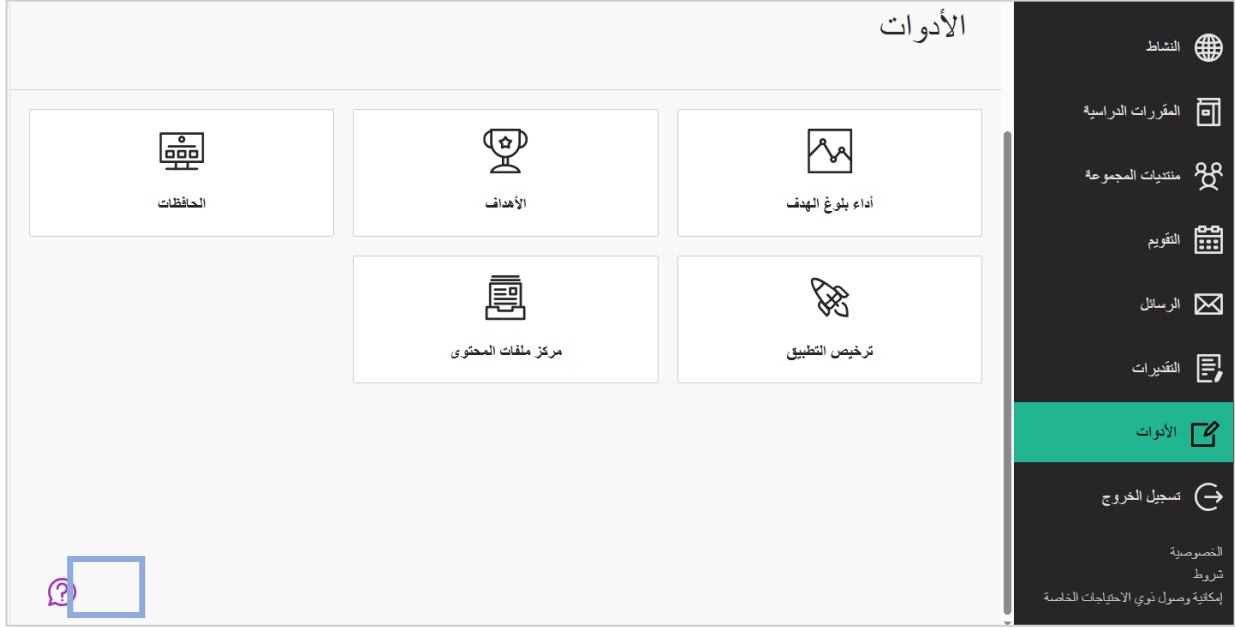 النشاط
المقررات الدراسية
منتديات المجموعة
التقويم
الرسائل
التقديرات
الأدوات
تسجيل الخروج
الخصوصية
شروط
إمكانية وصول ذوي الاحتياجات الخاصة
الأدوات
أداء بلوغ الهدف
الأهداف
الحافظات
ترخيص التطبيق
مركز ملفات المحتوى